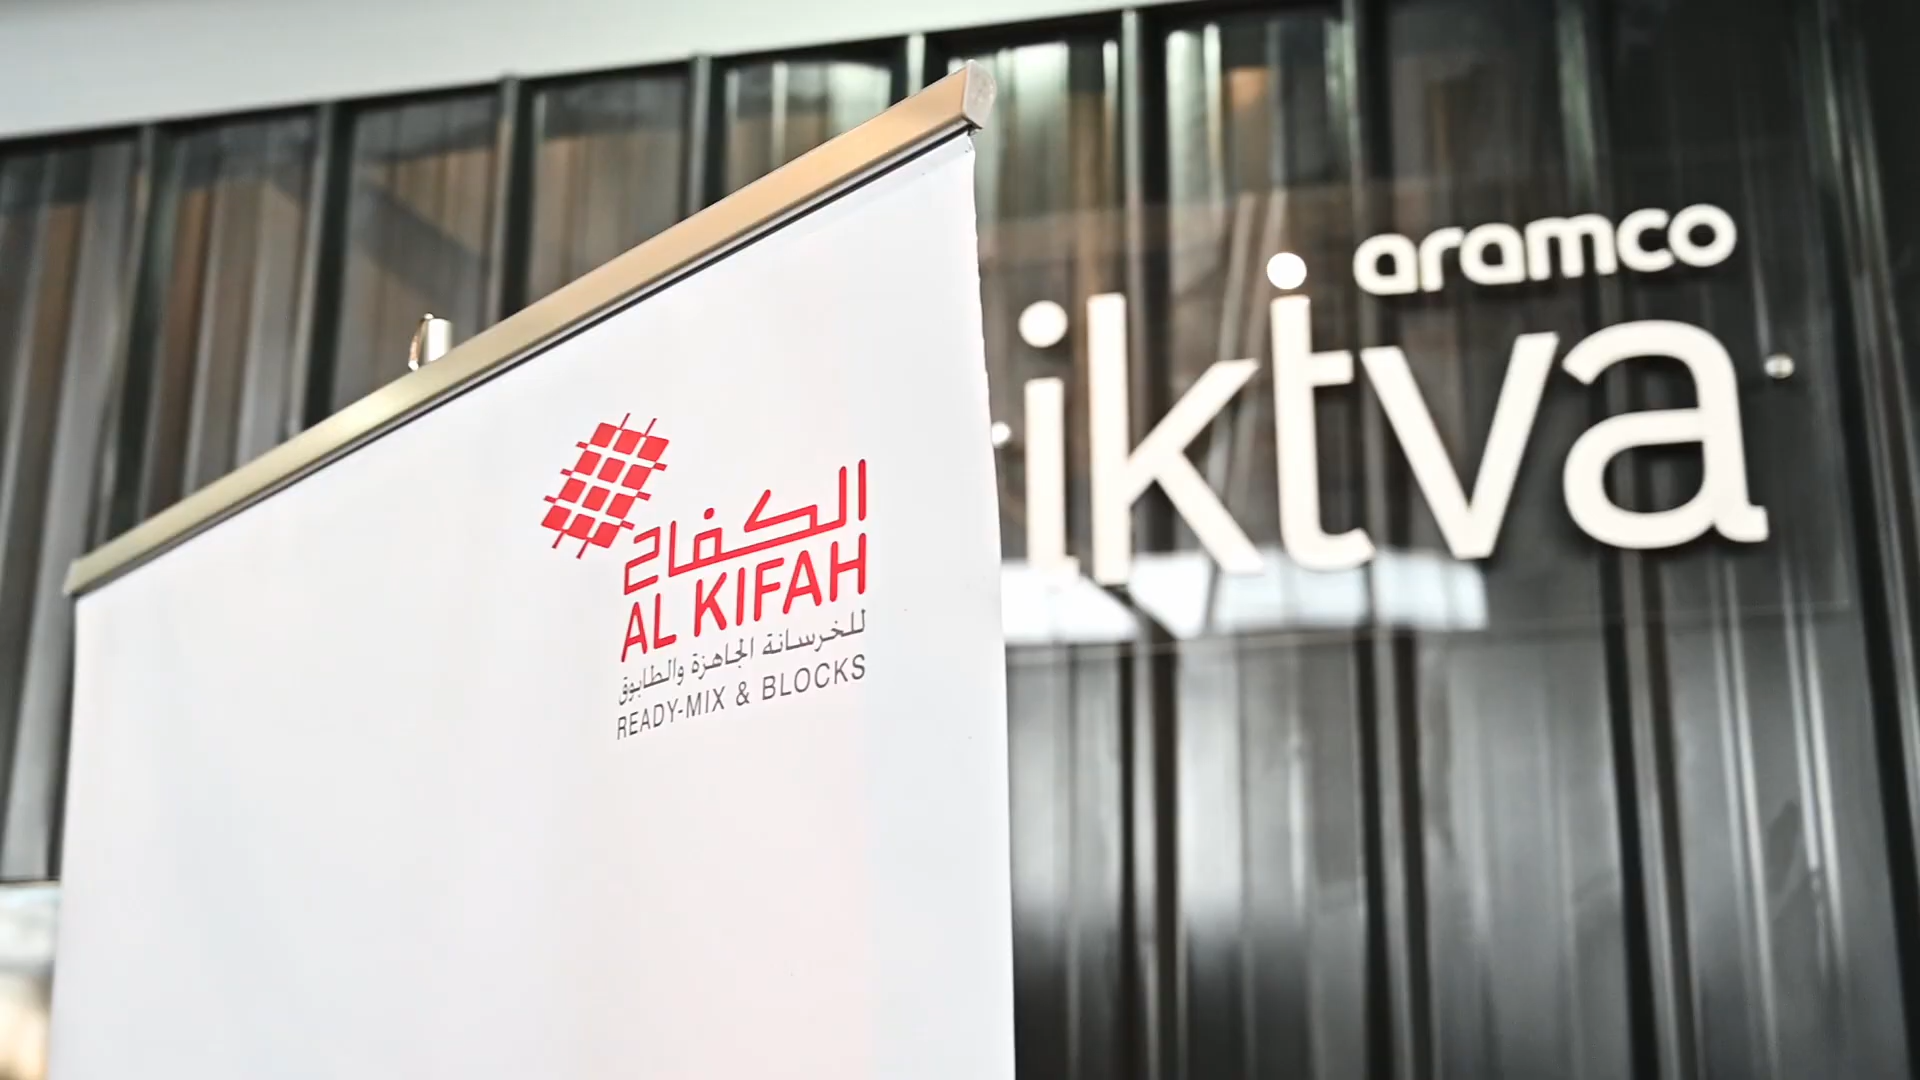 الكفاح
AL KIFAH
للخرسانة الجاهزة والطابوق
READY-MIX & BLOCKS
aramco
iktva